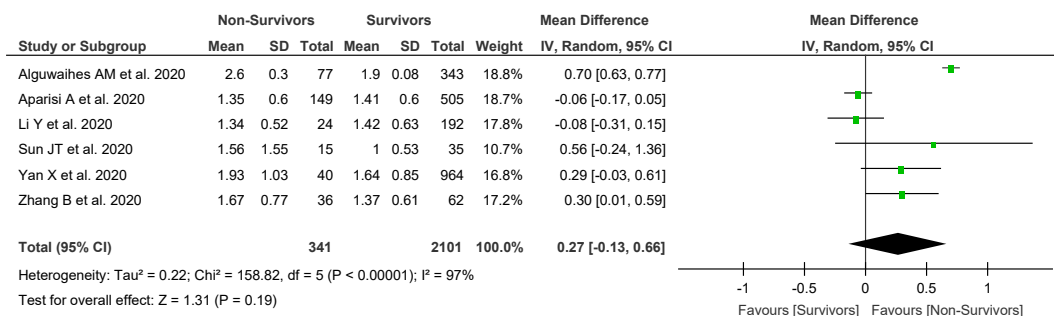 Non-Survivors Survivors Mean Difference Mean Difference
Study or Subgroup Mean SD Total Mean SD Total Weight IV, Random, 95% CI IV, Random, 95% CI
Alguwaihes AM et al. 2020 2.6 0.3 77 1.9 0.08 343 18.8% 0.70 [0.63, 0.77]
Aparisi A et al. 2020 1.35 0.6 149 1.41 0.6 505 18.7% -0.06 [-0.17, 0.05]
Li Y et al. 2020 1.34 0.52 24 1.42 0.63 192 17.8% -0.08 [-0.31, 0.15]
Sun JT et al. 2020 1.56 1.55 15 1 0.53 35 10.7% 0.56 [-0.24, 1.36]
Yan X et al. 2020 1.93 1.03 40 1.64 0.85 964 16.8% 0.29 [-0.03, 0.61]
Zhang B et al. 2020 1.67 0.77 36 1.37 0.61 62 17.2% 0.30 [0.01, 0.59]
Total (95% CI) 341 2101 100.0% 0.27 [-0.13, 0.66]
Heterogeneity: Tau² = 0.22; Chi² = 158.82, df = 5 (P < 0.00001); I² = 97%
Test for overall effect: Z = 1.31 (P = 0.19)
-1 -0.5 0 0.5 1
Favours [Survivors] Favours [Non-Survivors]